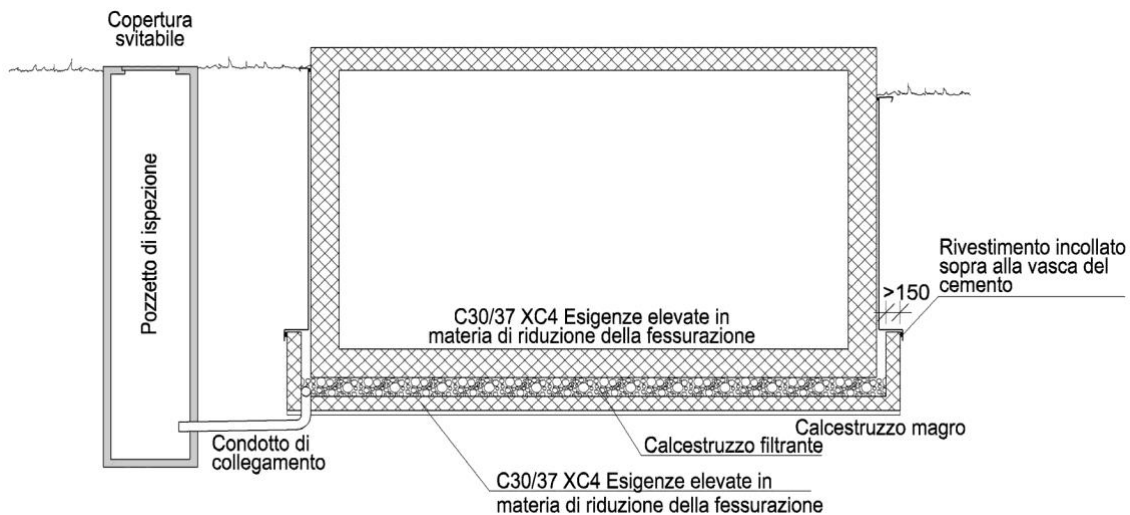 Copertura
svitabile
Pozzetto di ispezione
Rivestimento incollato
sopra alla vasca del
cemento
>150
C30/37 XC4 Esigenze elevate in
materia di riduzione della fessurazione
Calcestruzzo magro
Condotto di
collegamento
Calcestruzzo filtrante
C30/37 XC4 Esigenze elevate in
materia di riduzione della fessurazione